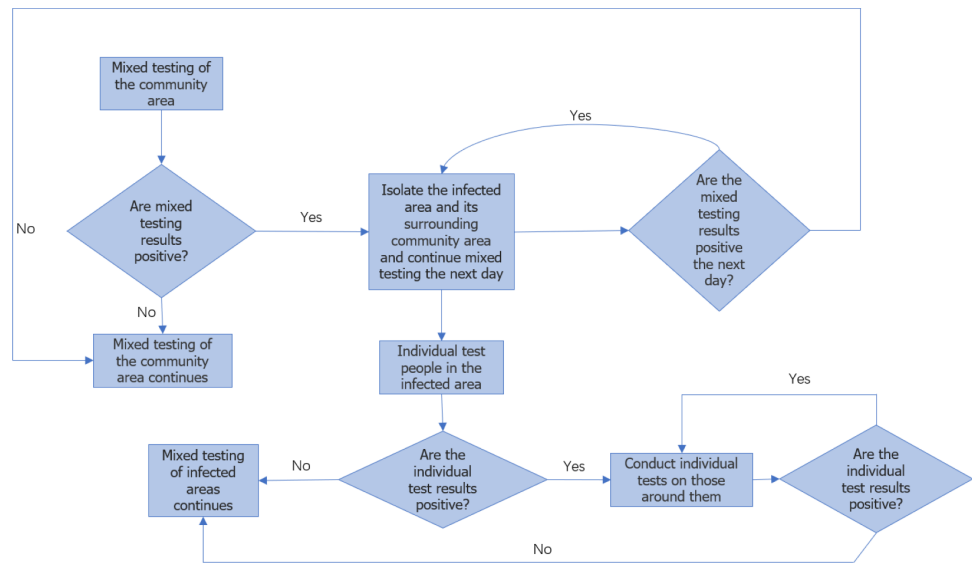 Mixed testing of
the community
area
Yes
Are mixed
testing
results
positive?
Yes
Isolate the infected
area and its
surrounding
community area
and continue mixed
testing the next day
Are the
mixed
testing
results
positive
the next
day?
No
No
Mixed testing of
the community
area continues
Individual test
people in the
infected area
Mixed testing
of infected
areas
continues
No
Are the
individual
test results
positive?
Yes
Conduct individual
tests on those
around them
Yes
Are the
individual
test results
positive?
No